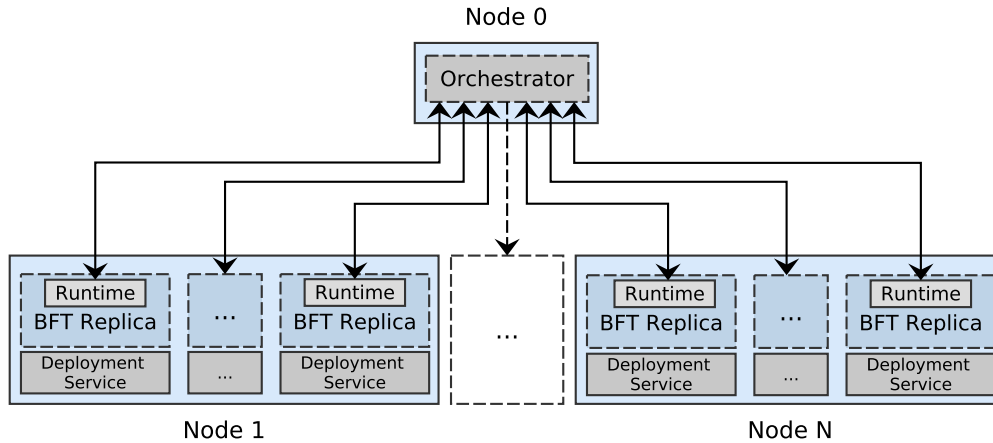 Node 0
Orchestrator
Runtime
BFT Replica
Deployment
Service
...
...
Runtime
BFT Replica
Deployment
Service
...
Runtime
BFT Replica
Deployment
Service
...
...
Runtime
BFT Replica
Deployment
Service
Node 1
Node N